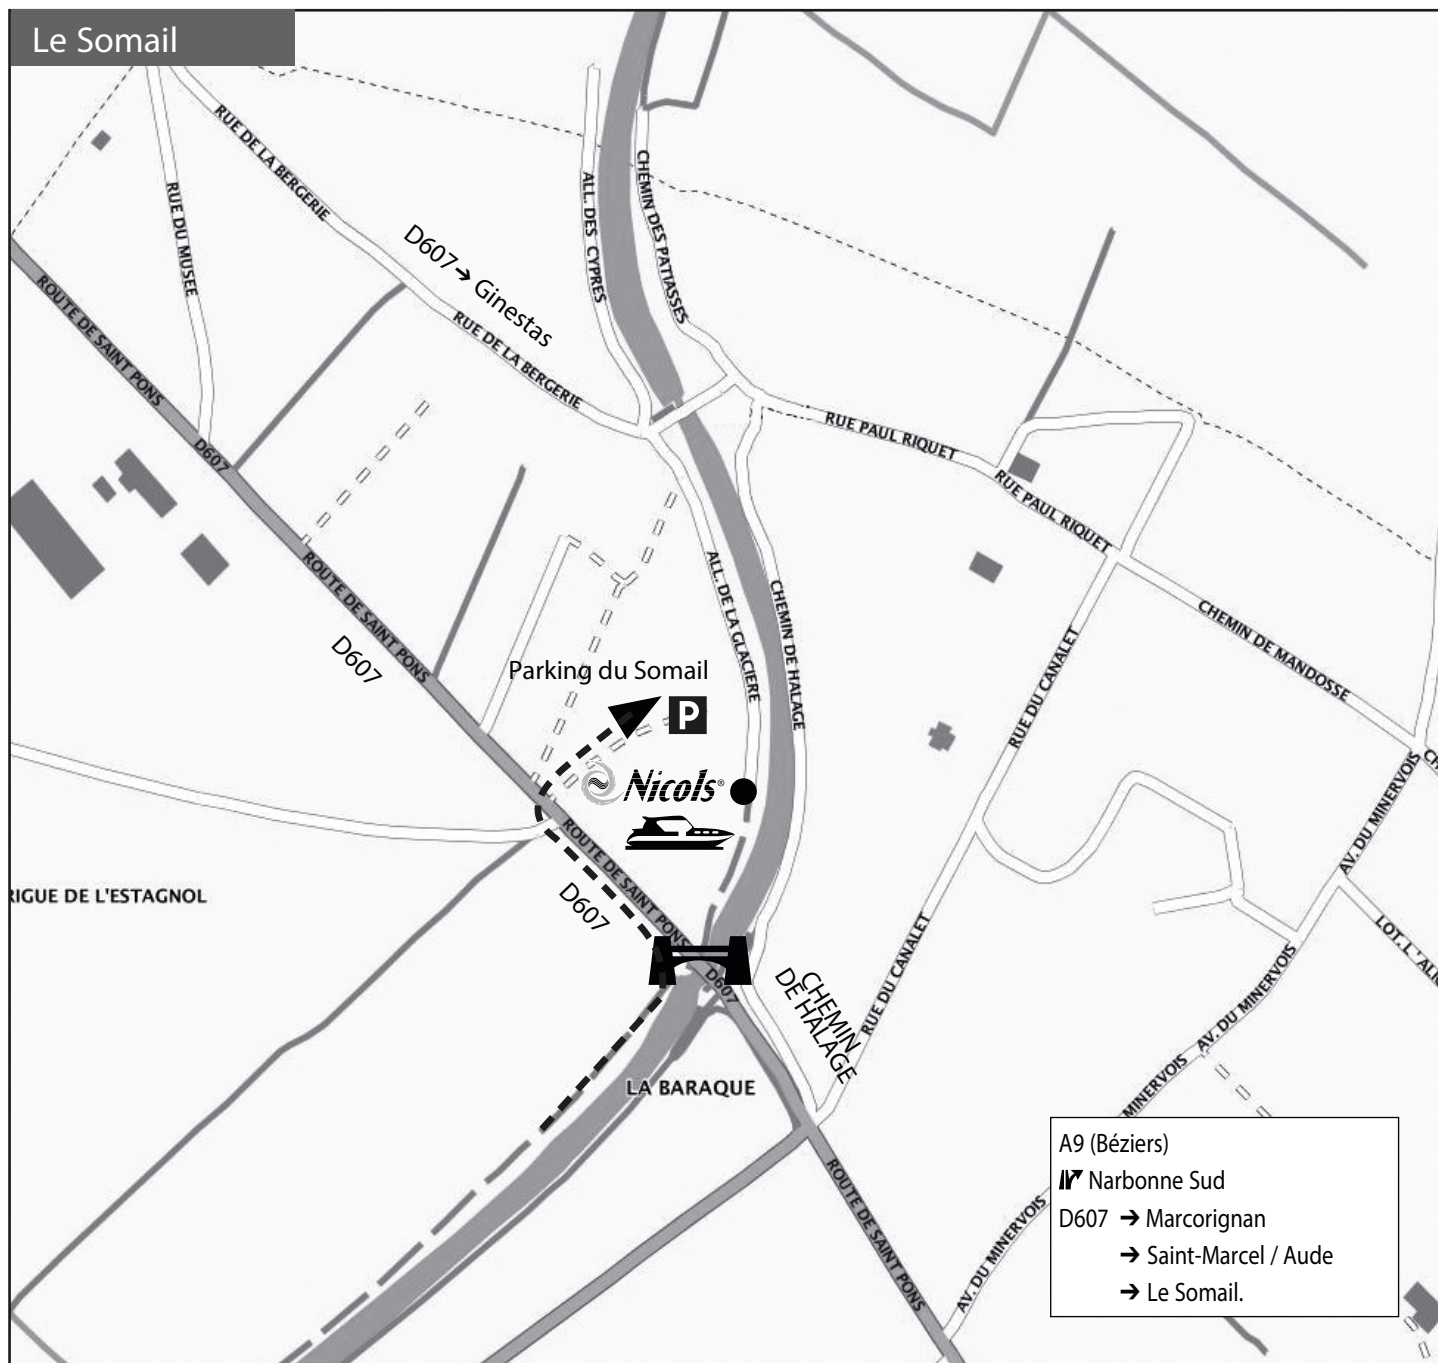 Le Somail
RUE DE LA BERGERIE
RUE DU MUSEE
ALL. DES CYPRES
CHEMIN DES PATIASSES
D607 → Ginestas
RUE DE LA BERGERIE
ROUTE DE SAINT PONS
D607
RUE PAUL RIQUET
RUE PAUL RIQUET
ROUTE DE SAINT PONS
D607
ALL. DE LA GLACIERE
CHEMIN DE HALAGE
CHEMIN DE MANDOSSE
RUE DU CANALET
Parking du Somail
P
Nicols®
AV. DU MINERVOIS
CH
ROUTE DE SAINT PONS
D607
RIGUE DE L'ESTAGNOL
D607
CHEMIN
DE HALAGE
RUE DU CANALET
AV. DU MINERVOIS
LOT. L'ALI
LA BARAQUE
MINERVOIS
ROUTE DE SAINT PONS
AV. DU MINERVOIS
A9 (Béziers)
Narbonne Sud
D607 → Marcorignan
→ Saint-Marcel / Aude
→ Le Somail.